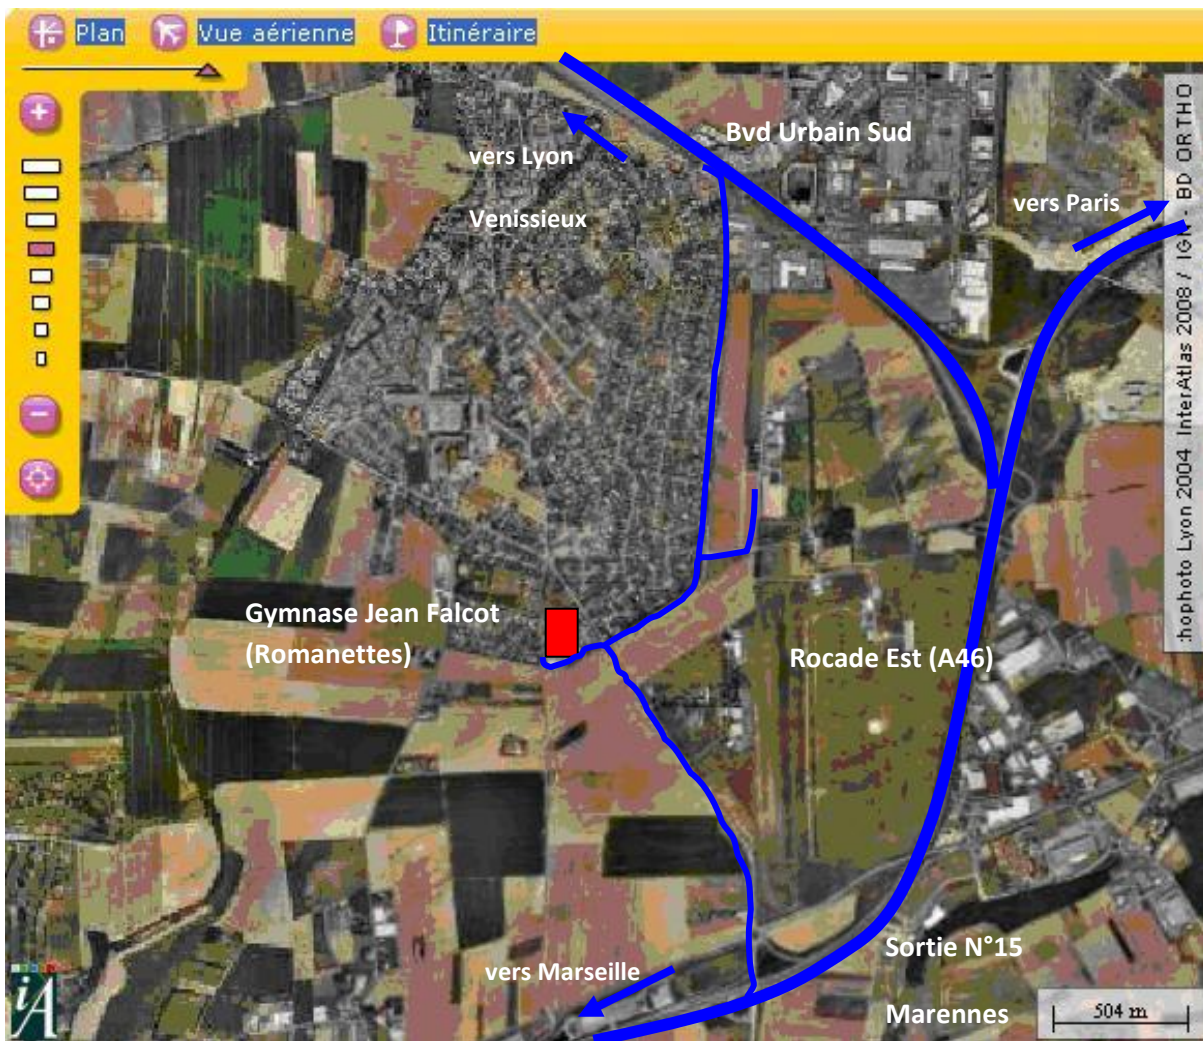 Plan Vue aérienne Itinéraire
Bvd Urbain Sud
vers Lyon
vers Paris
Venissieux
Gymnase Jean Falcot
(Romanettes)
Rocade Est (A46)
Sortie N°15
vers Marseille
Marennes
504 m
iA
:hophoto Lyon 2004 InterAtlas 2008 / IGN - BD ORTHO